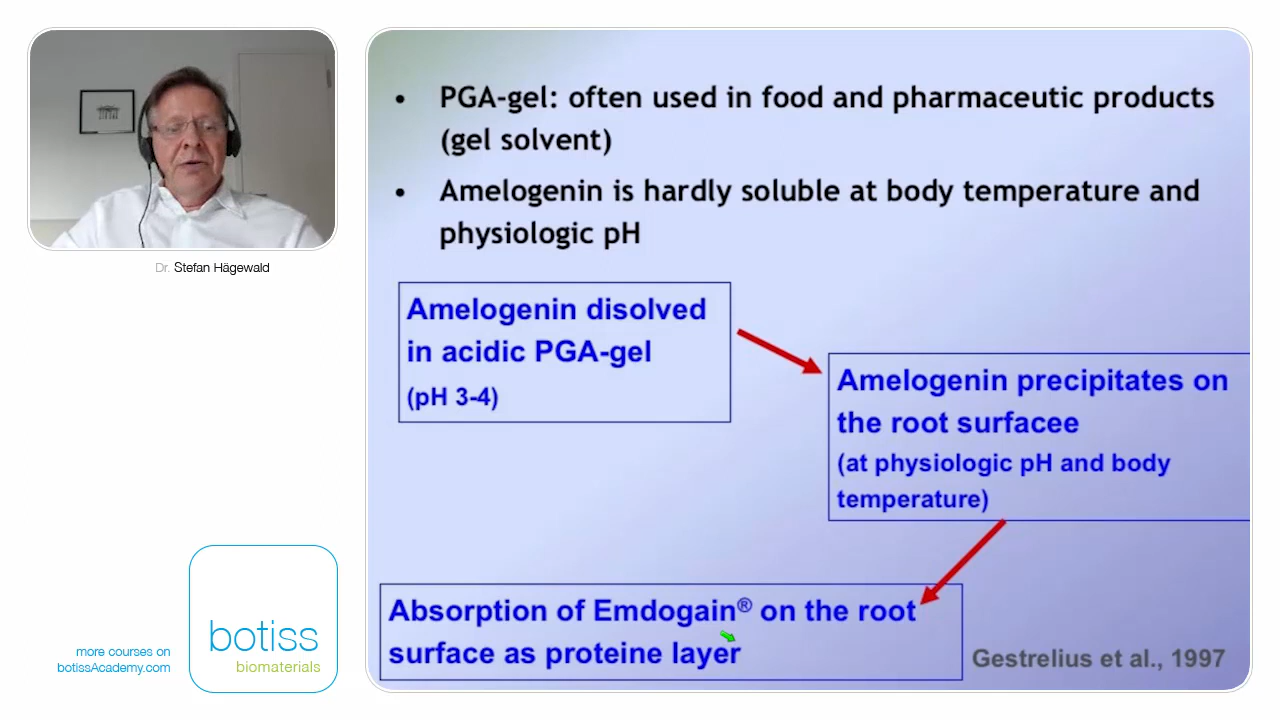 PGA-gel: often used in food and pharmaceutic products
(gel solvent)
Amelogenin is hardly soluble at body temperature and
physiologic pH
Amelogenin disolved
in acidic PGA-gel
(pH 3-4)
Amelogenin precipitates on
the root surfacee
(at physiologic pH and body
temperature)
Absorption of Emdogain® on the root
surface as proteine layer
Gestrelius et al., 1997
Dr. Stefan Hägewald
botiss
biomaterials
more courses on
botissAcademy.com